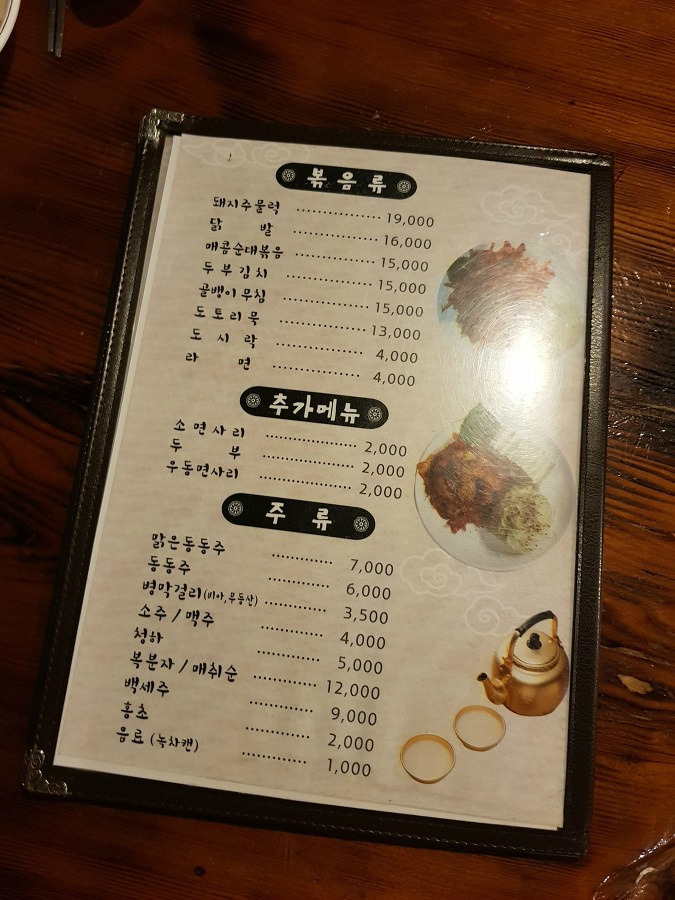 볶음류
돼지주물럭 19,000
닭발 16,000
매콤순대볶음 15,000
두부김치 15,000
골뱅이무침 15,000
도토리묵 13,000
도시락 4,000
라면 4,000
추가메뉴
소면사리 2,000
두부 2,000
우동면사리 2,000
주류
맑은동동주 7,000
동동주 6,000
병막걸리(비아,무등산) 3,500
소주 / 맥주 4,000
청하 5,000
복분자 / 매취순 12,000
백세주 9,000
홍초 2,000
음료 (녹차캔) 1,000